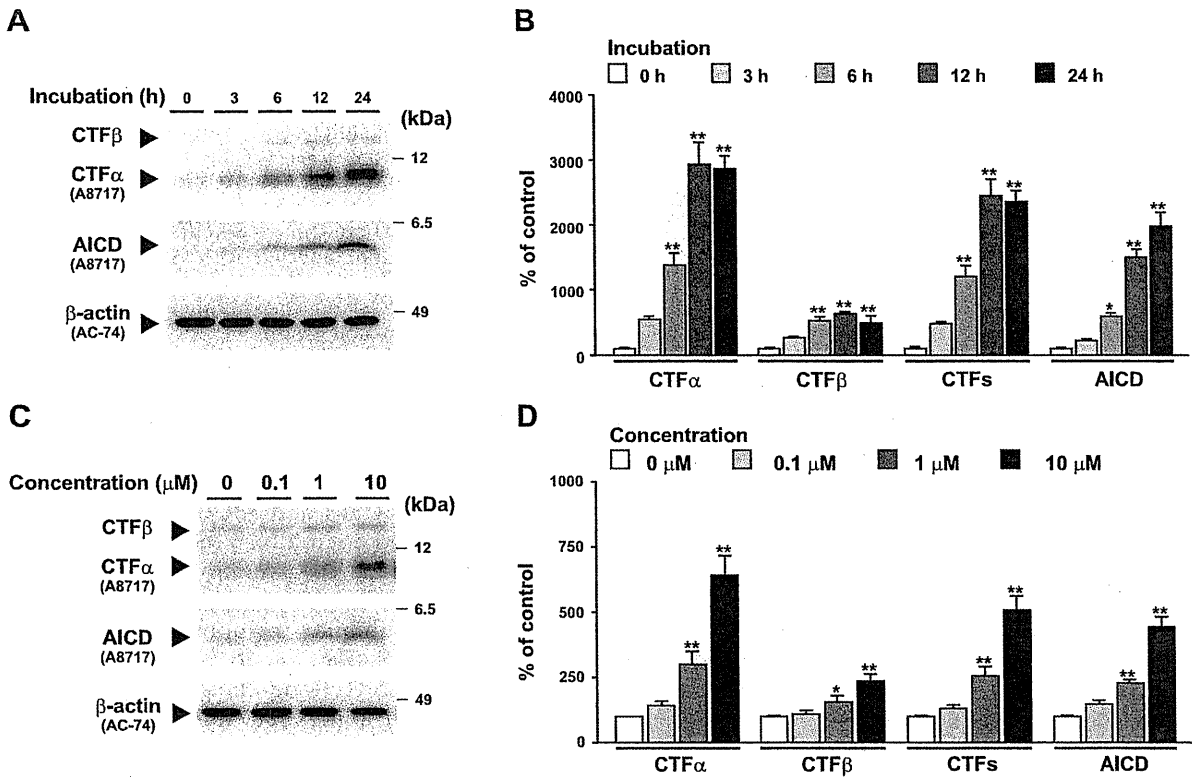 A
Incubation (h) 0 3 6 12 24
(kDa)
CTFβ
12
CTFα
(A8717)
6.5
AICD
(A8717)
49
β-actin
(AC-74)
B
Incubation
0 h 3 h 6 h 12 h 24 h
4000
3000
2000
1000
0
% of control
** ** **
** ** **
** ** **
* ** **
CTFα CTFβ CTFs AICD
C
Concentration (μM) 0 0.1 1 10
(kDa)
CTFβ
12
CTFα
(A8717)
6.5
AICD
(A8717)
49
β-actin
(AC-74)
D
Concentration
0 μM 0.1 μM 1 μM 10 μM
1000
750
500
250
0
% of control
** **
* **
** **
** **
CTFα CTFβ CTFs AICD